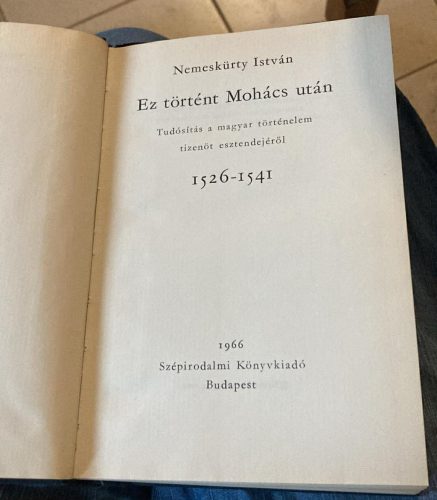 Nemeskürty István
Ez történt Mohács után
Tudósítás a magyar történelem
tizenöt esztendejéről
1526-1541
1966
Szépirodalmi Könyvkiadó
Budapest